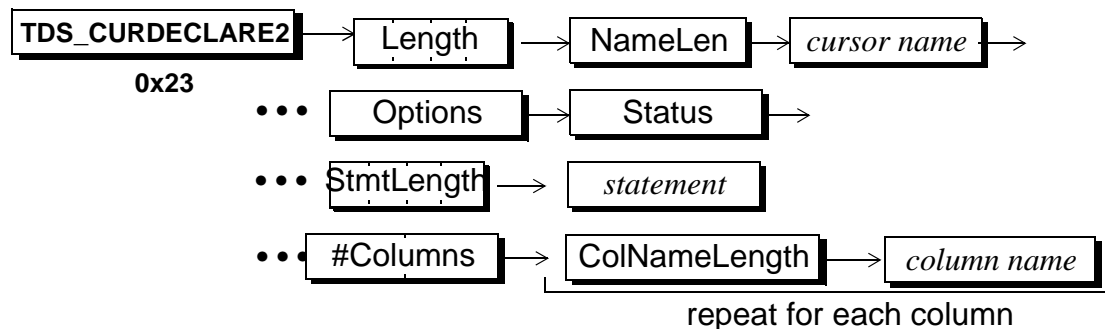 TDS_CURDECLARE2 Length NameLen cursor name
0x23
••• Options Status
••• StmtLength statement
••• #Columns ColNameLength column name
repeat for each column